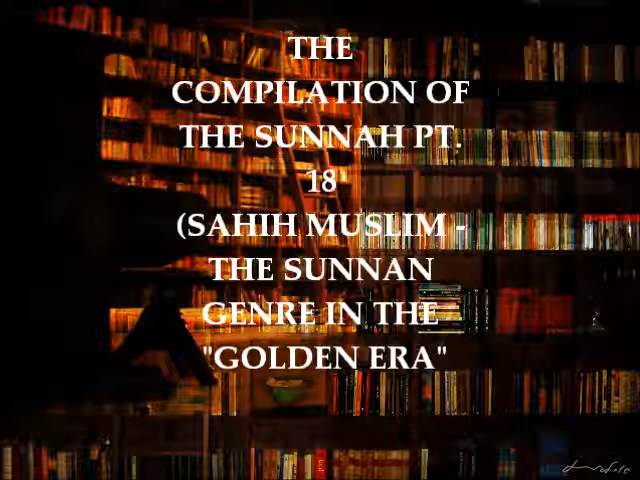 THE
COMPILATION OF
THE SUNNAH PT.
18
(SAHIH MUSLIM -
THE SUNNAN
GENRE IN THE
"GOLDEN ERA"